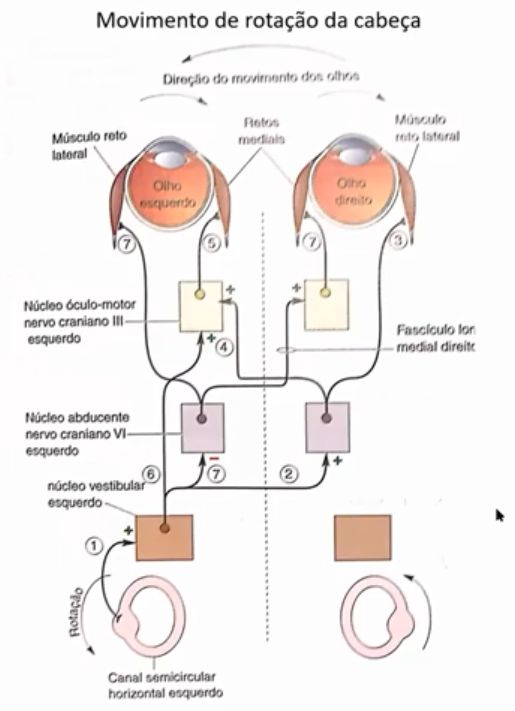 Movimento de rotação da cabeça
Direção do movimento dos olhos
Músculo reto
lateral
Retos
mediais
Músculo
reto lateral
Olho
esquerdo
Olho
direito
7
5
7
3
+
+
Núcleo óculo-motor
nervo craniano III
esquerdo
+
4
Fascículo lon
medial direito
Núcleo abducente
nervo craniano VI
esquerdo
6
–
7
2
+
núcleo vestibular
esquerdo
+
1
Rotação
Canal semicircular
horizontal esquerdo